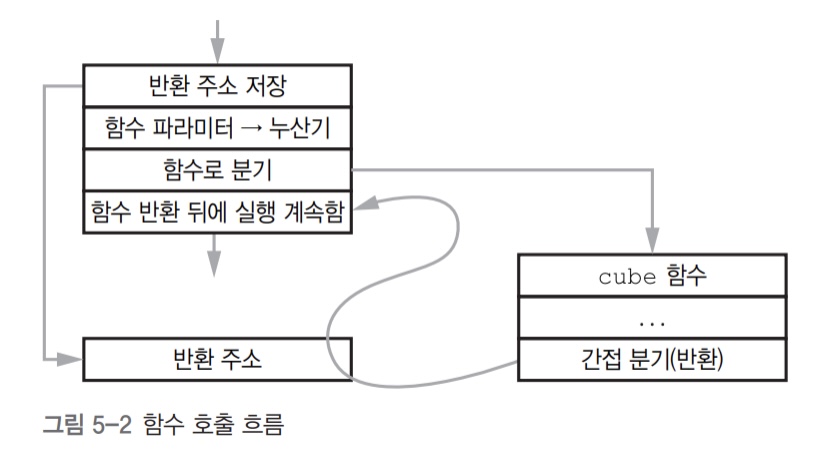 반환 주소 저장
함수 파라미터 → 누산기
함수로 분기
함수 반환 뒤에 실행 계속함
cube 함수
...
간접 분기(반환)
반환 주소
그림 5-2 함수 호출 흐름